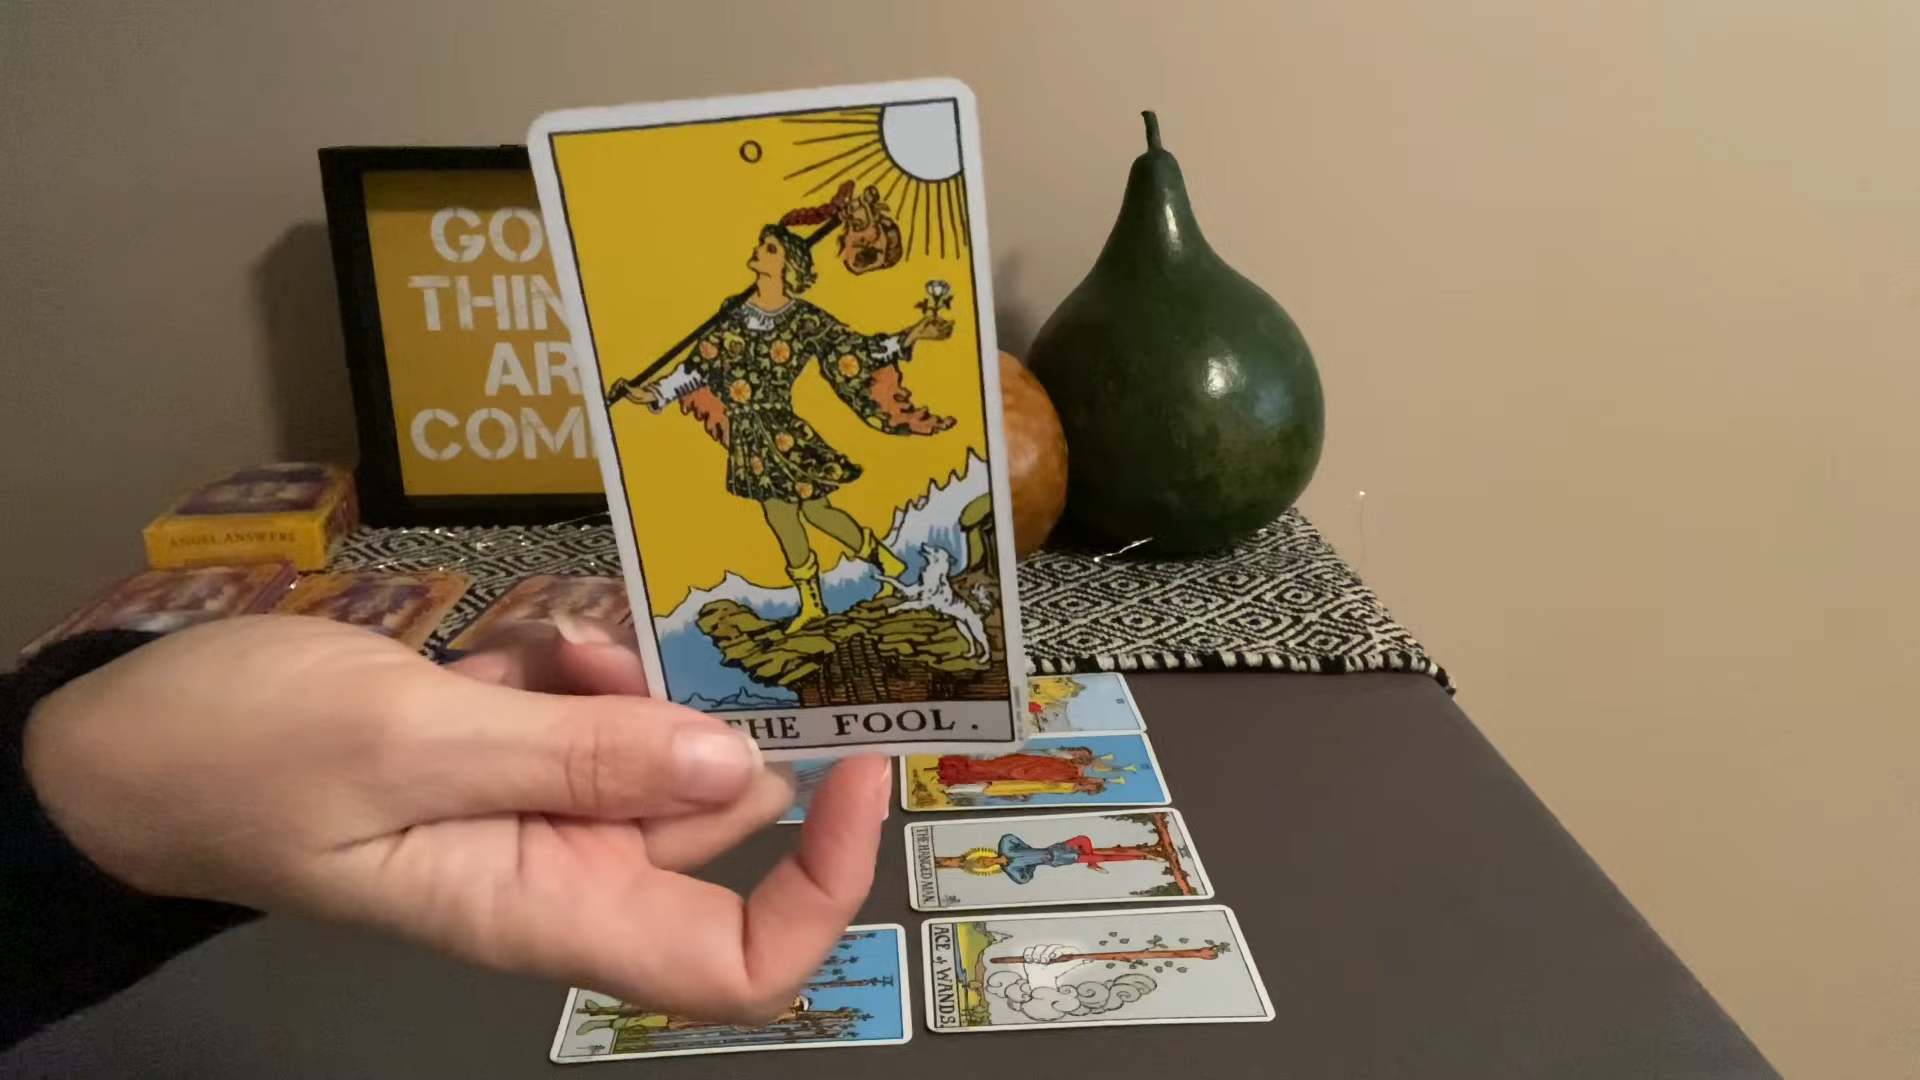 O
GO
THIN
AR
COM
ANGEL ANSWERS
THE FOOL.
THE HANGED MAN.
ACE of WANDS.